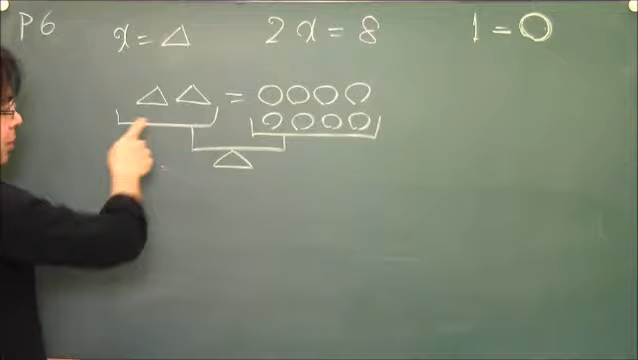 P6 x = △ 2x = 8 1 = ○
△ △ = ○○○○
○○○○
△